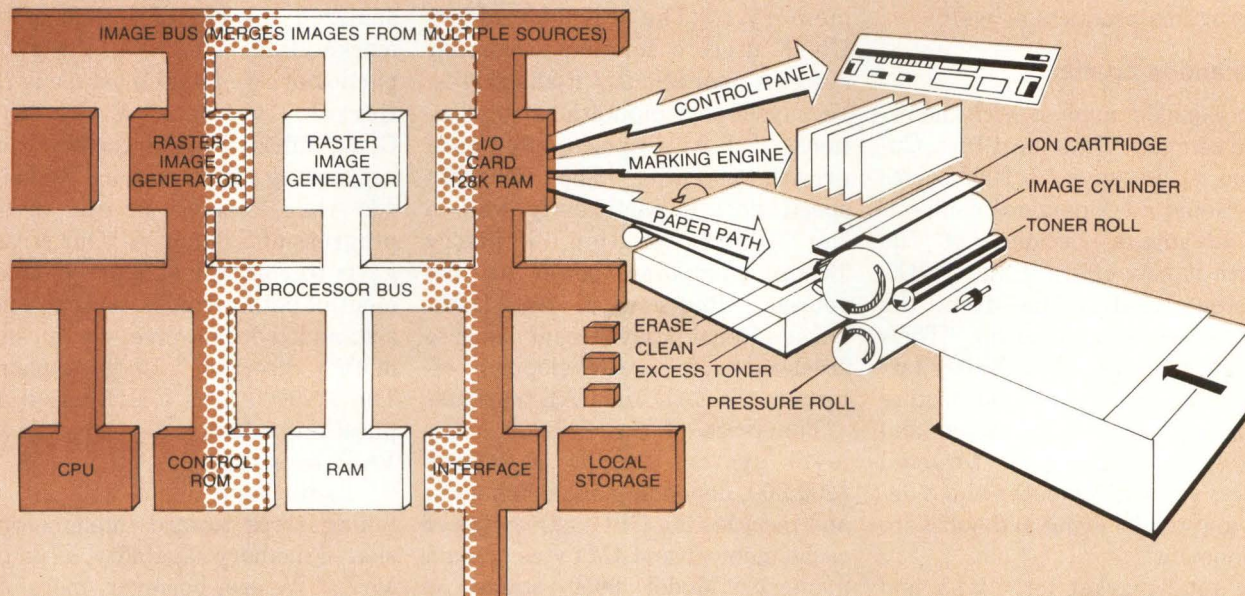 IMAGE BUS (MERGES IMAGES FROM MULTIPLE SOURCES)
RASTER
IMAGE
GENERATOR
RASTER
IMAGE
GENERATOR
I/O
CARD
128K RAM
CONTROL PANEL
MARKING ENGINE
PAPER PATH
ION CARTRIDGE
IMAGE CYLINDER
TONER ROLL
PROCESSOR BUS
ERASE
CLEAN
EXCESS TONER
PRESSURE ROLL
CPU
CONTROL
ROM
RAM
INTERFACE
LOCAL
STORAGE